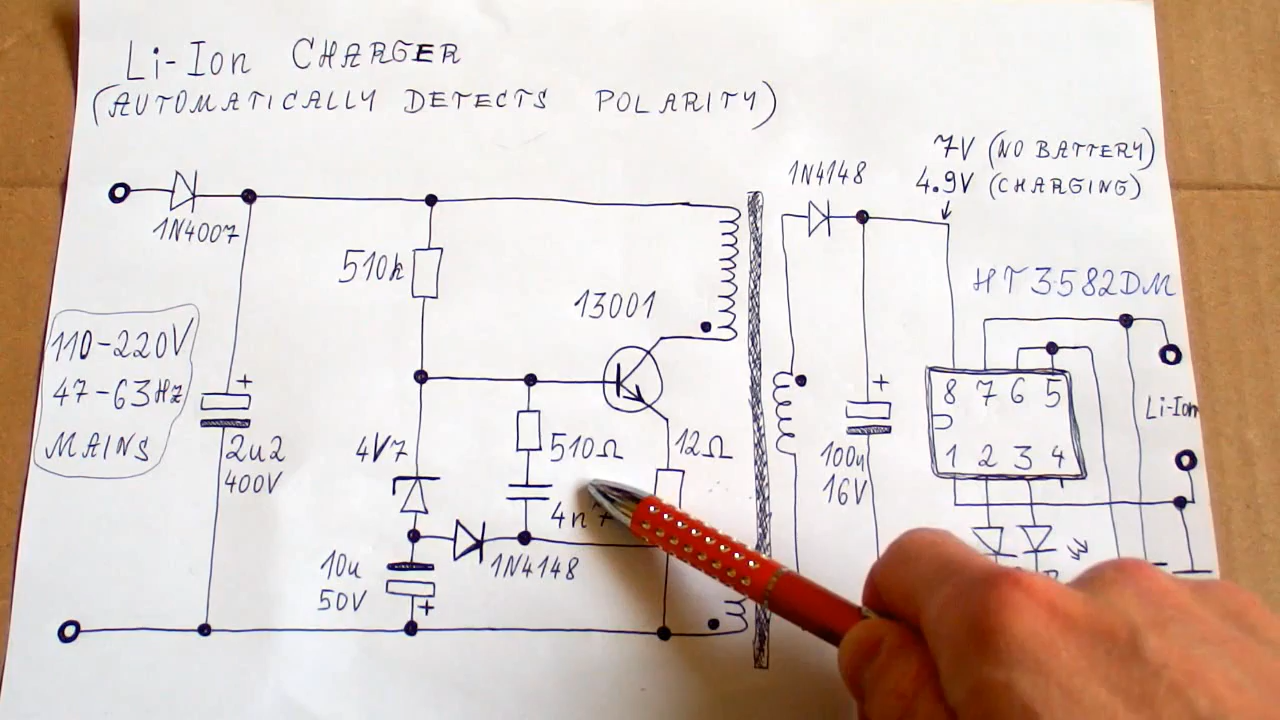 Li-Ion CHARGER
(AUTOMATICALLY DETECTS POLARITY)
7V (NO BATTERY)
4.9V (CHARGING)
1N4148
1N4007
510k
13001
HT3582DM
110-220V
47-63Hz
MAINS
+
2u2
400V
4V7
510Ω
12Ω
4n7
1N4148
10u
50V
+
+
100u
16V
8 7 6 5
1 2 3 4
Li-Ion